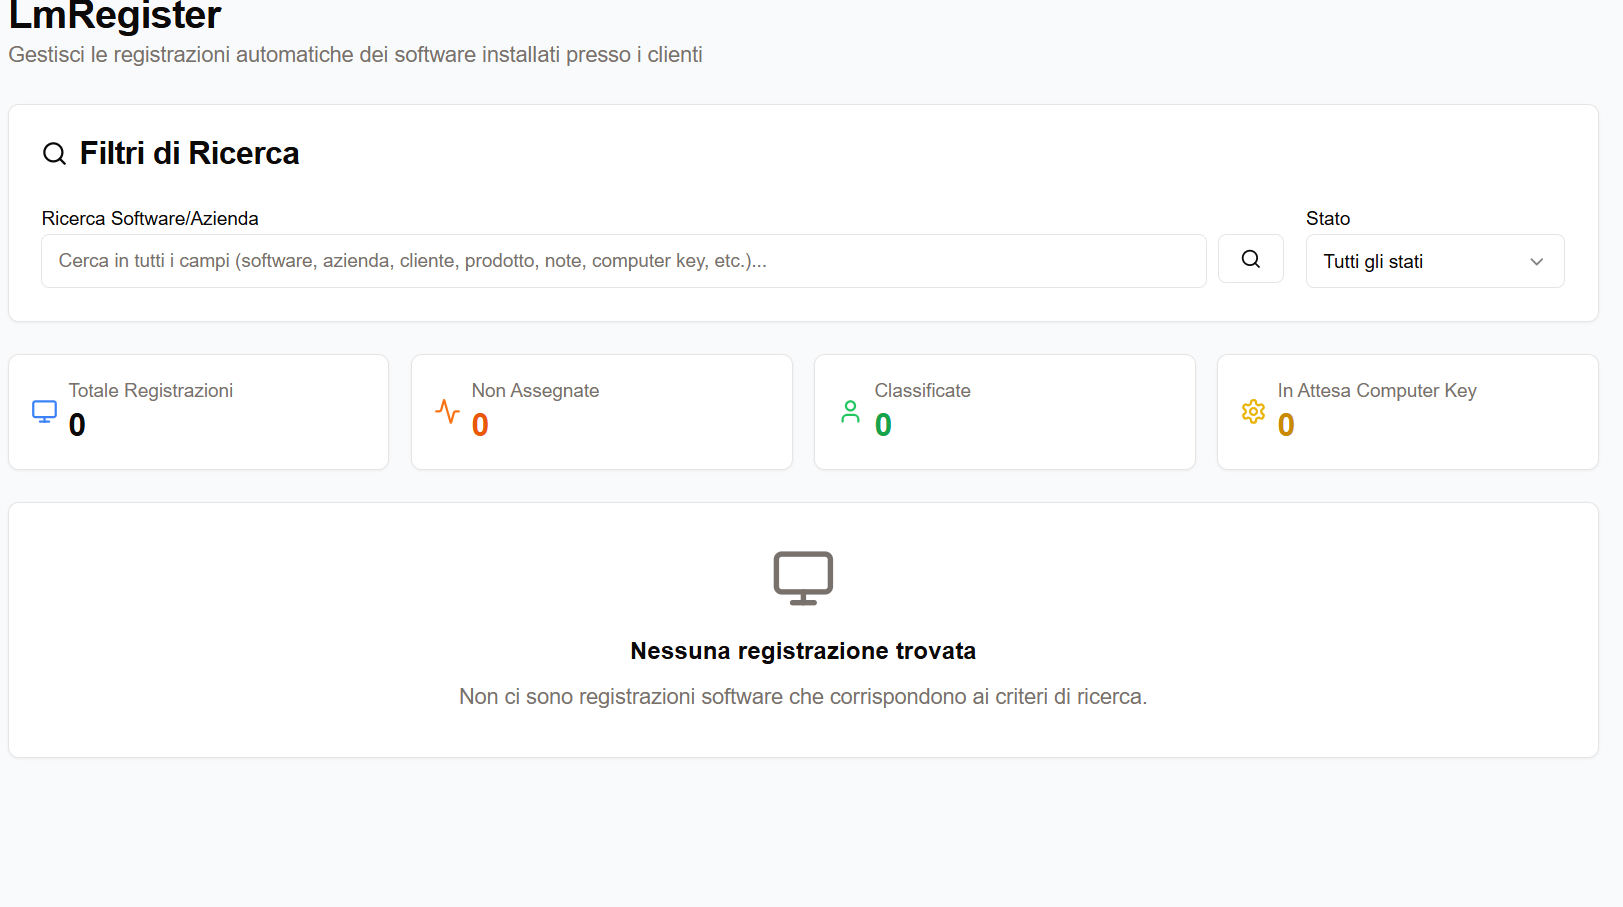 LmRegister
Gestisci le registrazioni automatiche dei software installati presso i clienti
Filtri di Ricerca
Ricerca Software/Azienda
Stato
Cerca in tutti i campi (software, azienda, cliente, prodotto, note, computer key, etc.)...
Tutti gli stati
Totale Registrazioni
0
Non Assegnate
0
Classificate
0
In Attesa Computer Key
0
Nessuna registrazione trovata
Non ci sono registrazioni software che corrispondono ai criteri di ricerca.